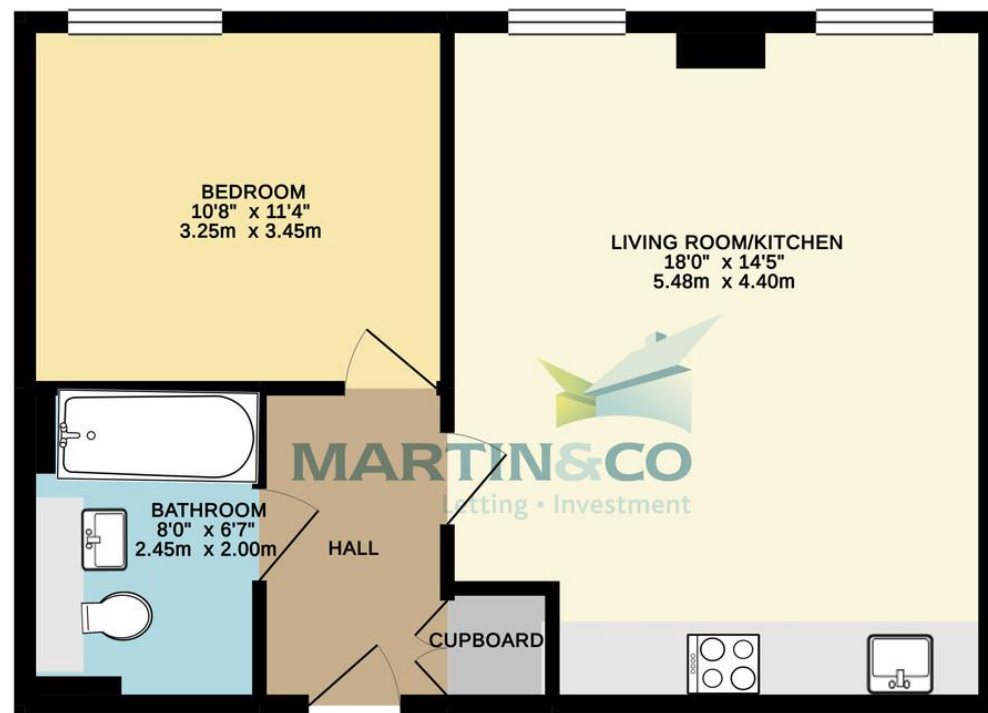 BEDROOM
10'8" x 11'4"
3.25m x 3.45m
LIVING ROOM/KITCHEN
18'0" x 14'5"
5.48m x 4.40m
MARTIN&CO
Letting • Investment
BATHROOM
8'0" x 6'7"
2.45m x 2.00m
HALL
CUPBOARD